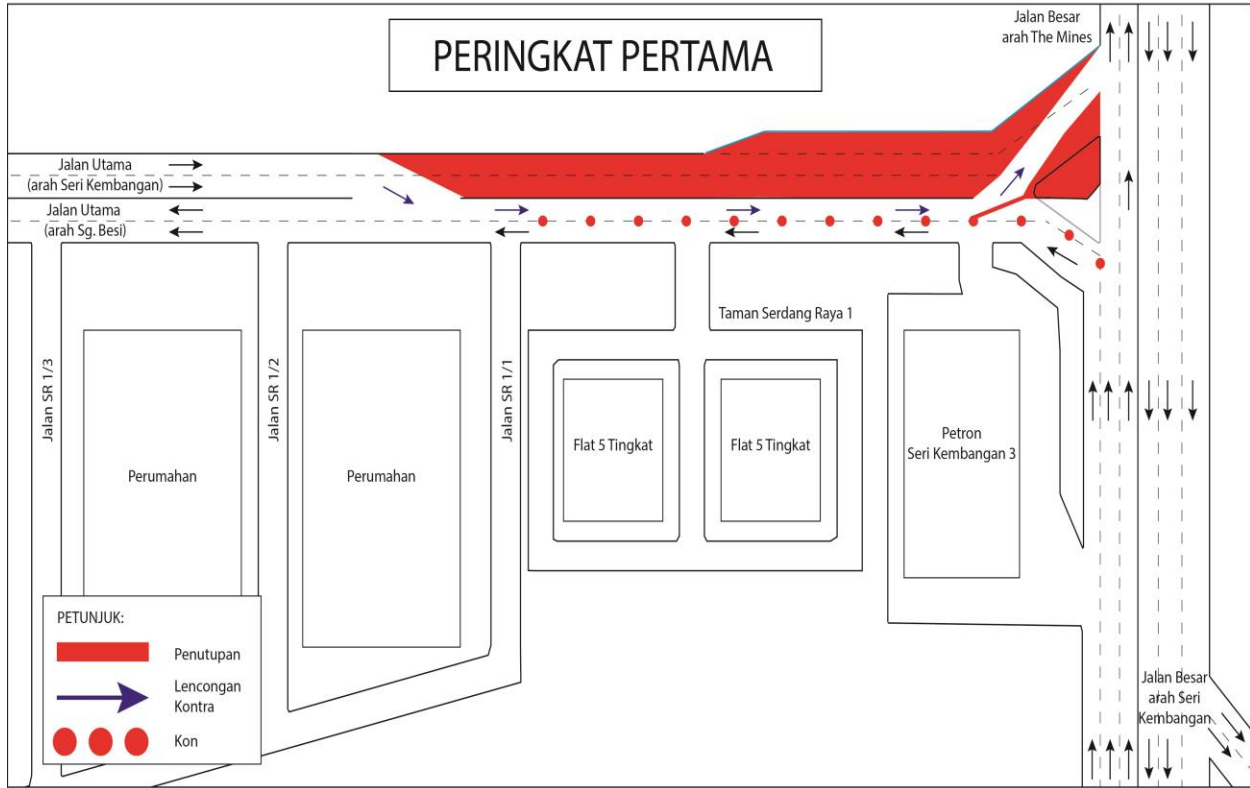 PERINGKAT PERTAMA
Jalan Besar
arah The Mines
Jalan Utama
(arah Seri Kembangan)
Jalan Utama
(arah Sg. Besi)
Taman Serdang Raya 1
Jalan SR 1/3
Jalan SR 1/2
Jalan SR 1/1
Perumahan
Perumahan
Flat 5 Tingkat
Flat 5 Tingkat
Petron
Seri Kembangan 3
PETUNJUK:
Penutupan
Lencongan
Kontra
Kon
Jalan Besar
arah Seri
Kembangan